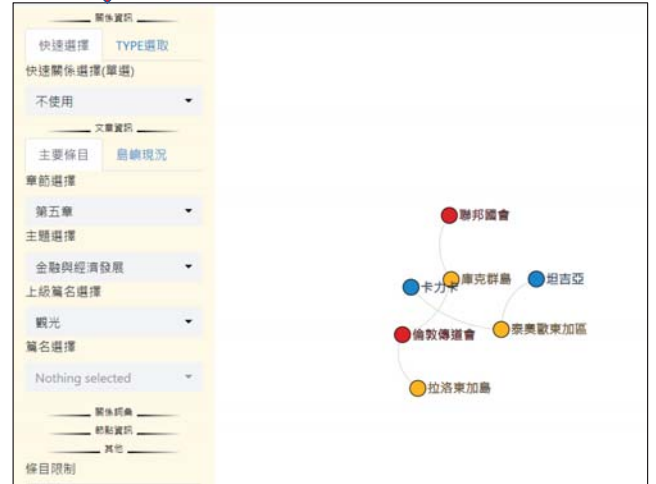 關係資訊
快速選擇 TYPE選取
快速關係選擇(單選)
不使用
文章資訊
主要條目 島嶼現況
章節選擇
第五章
主題選擇
金融與經濟發展
上級篇名選擇
觀光
篇名選擇
Nothing selected
關係詞彙
節點資訊
其他
條目限制
聯邦國會
庫克群島
坦吉亞
卡力卡
泰奧歐東加區
倫敦傳道會
拉洛東加島